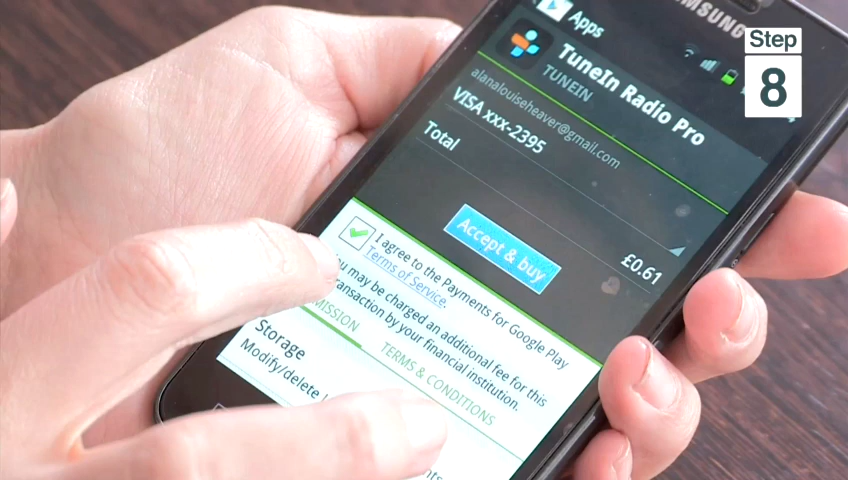 Step
8
SAMSUNG
Apps
TuneIn Radio Pro
TUNEIN
alanalouiseheaver@gmail.com
VISA xxx-2395
Total
£0.61
Accept & buy
I agree to the Payments for Google Play
Terms of Service.
You may be charged an additional fee for this
transaction by your financial institution.
MISSION
TERMS & CONDITIONS
Storage
Modify/delete